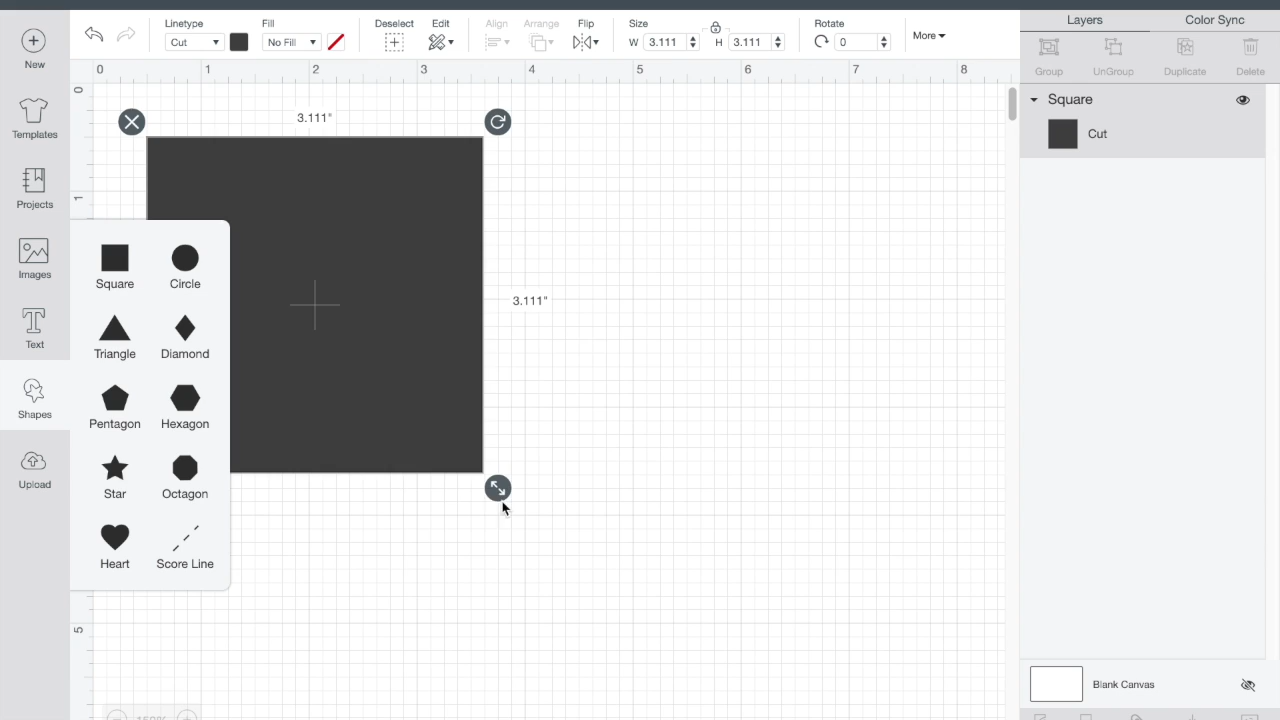 Linetype
Fill
Deselect
Edit
Align
Arrange
Flip
Size
Rotate
Cut
No Fill
W 3.111
H 3.111
0
More
New
Templates
Projects
Images
Text
Shapes
Upload
0 1 2 3 4 5 6 7 8
0
1
5
3.111"
3.111"
Square
Circle
Triangle
Diamond
Pentagon
Hexagon
Star
Octagon
Heart
Score Line
150%
Layers
Color Sync
Group
UnGroup
Duplicate
Delete
Square
Cut
Blank Canvas